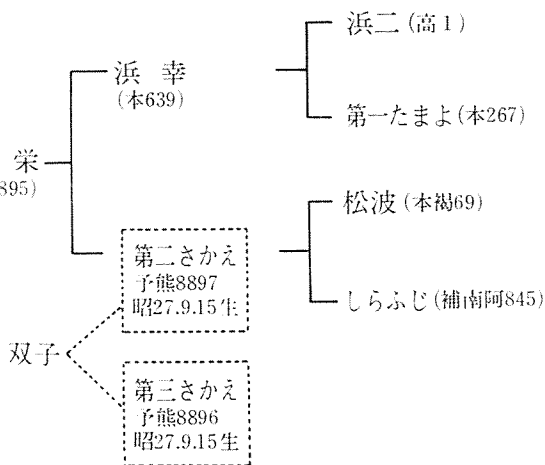 浜二(高1)
浜幸
(本639)
第一たまよ(本267)
栄
895)
松波(本褐69)
第二さかえ
予熊8897
昭27.9.15生
しらふじ(補南阿845)
双子
第三さかえ
予熊8896
昭27.9.15生